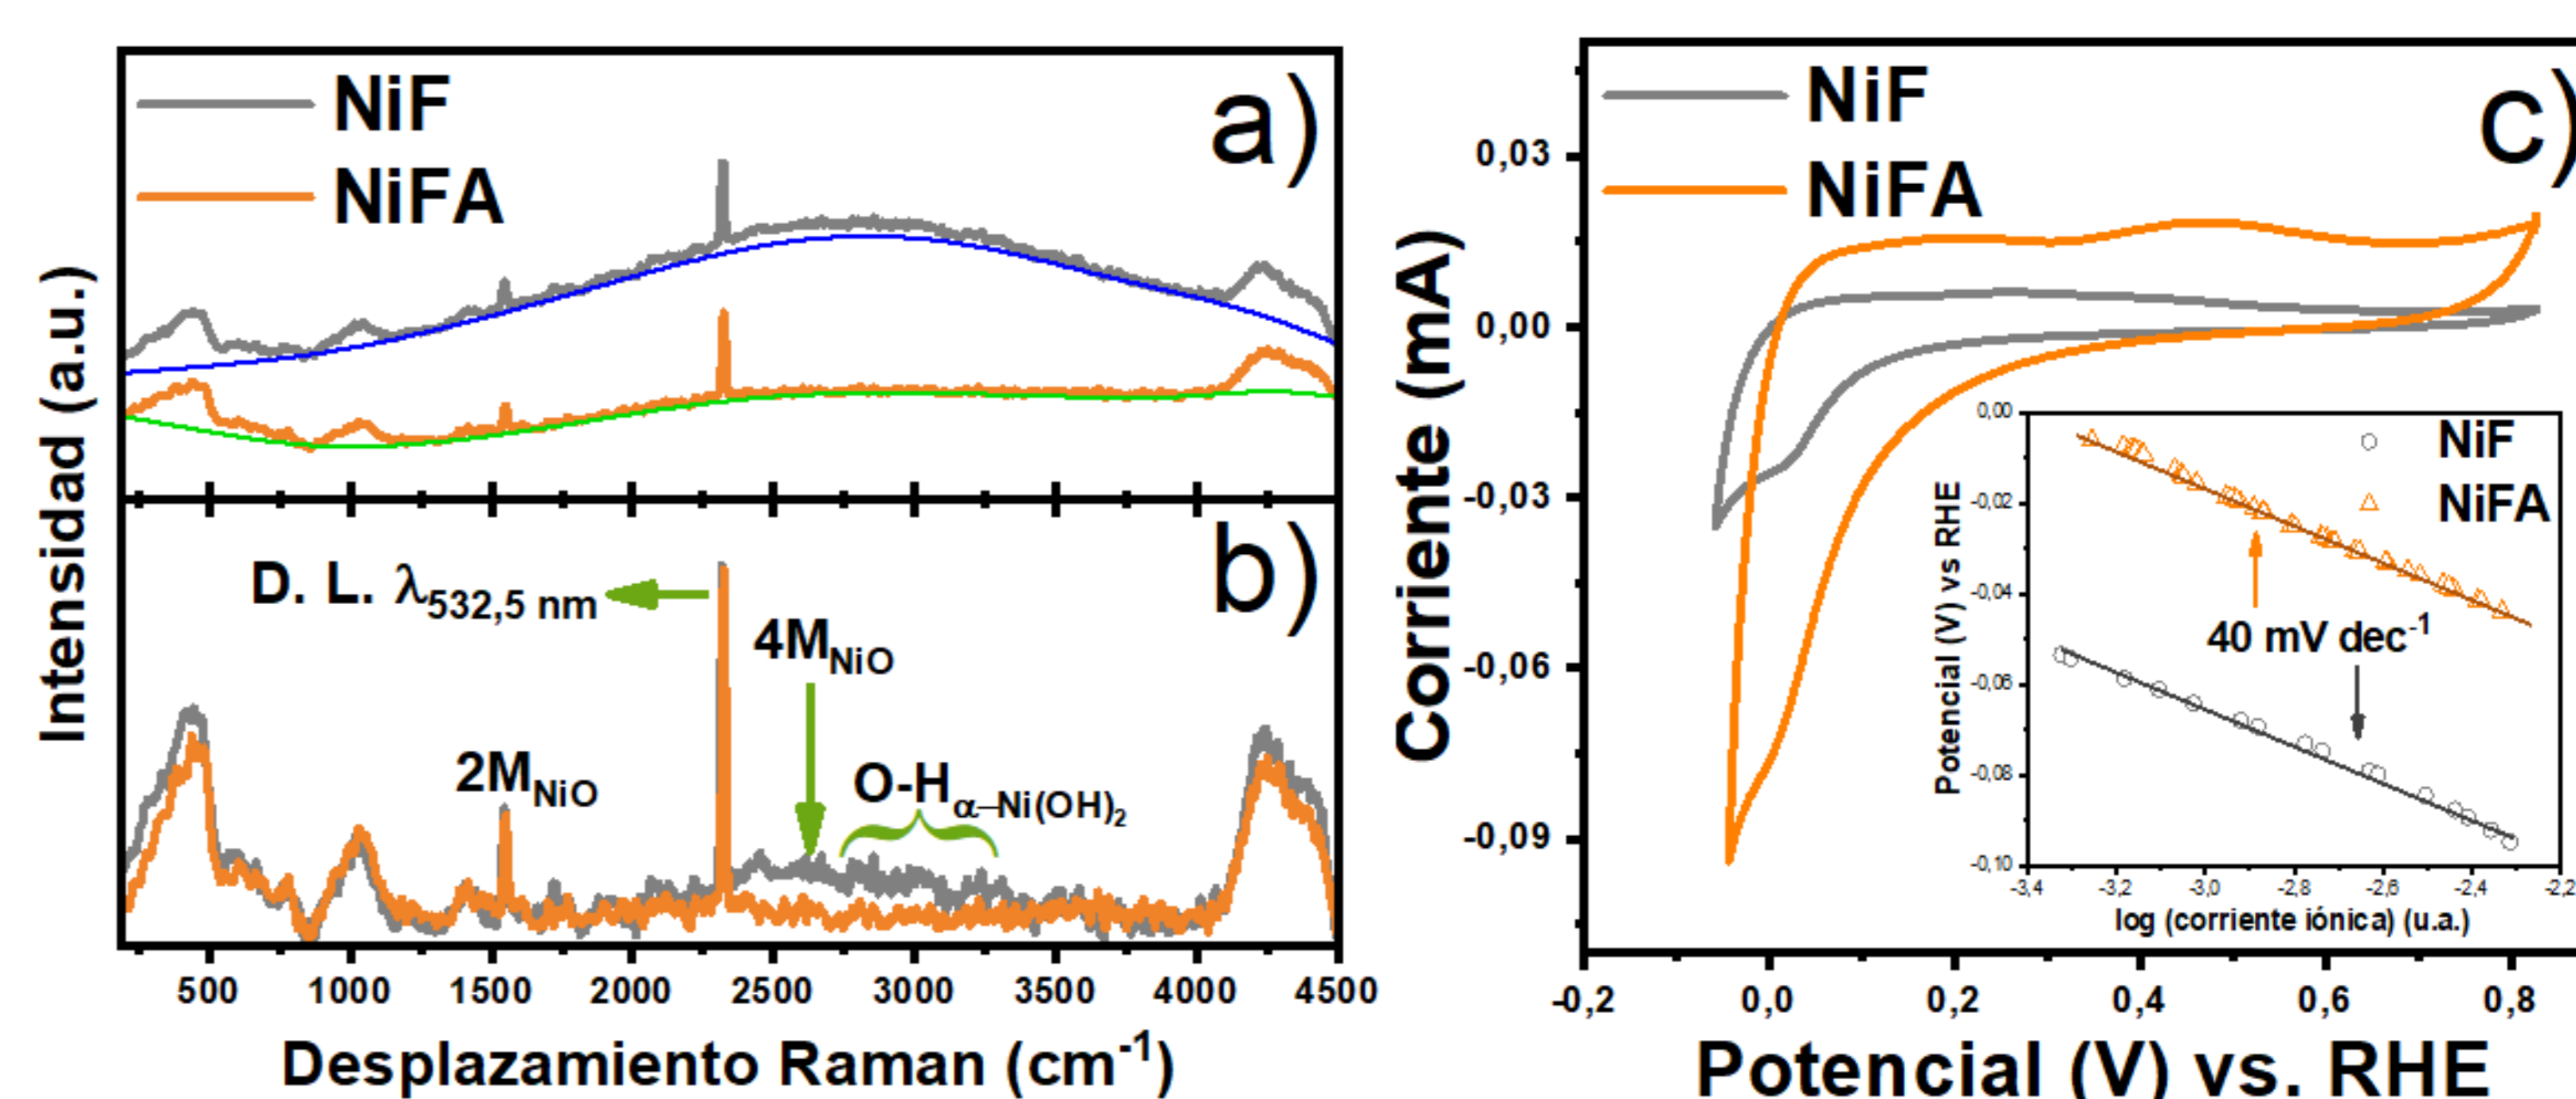 NiF
NiFA
a)
Intensidad (a.u.)
b)
D. L. λ532,5 nm
4MNiO
2MNiO
O-Hα–Ni(OH)2
500 1000 1500 2000 2500 3000 3500 4000 4500
Desplazamiento Raman (cm-1)
NiF
NiFA
c)
Corriente (mA)
0,03
0,00
-0,03
-0,06
-0,09
-0,2 0,0 0,2 0,4 0,6 0,8
Potencial (V) vs. RHE
NiF
NiFA
40 mV dec-1
Potencial (V) vs RHE
0,00
-0,02
-0,04
-0,06
-0,08
-0,10
-3,4 -3,2 -3,0 -2,8 -2,6 -2,4 -2,2
log (corriente iónica) (u.a.)